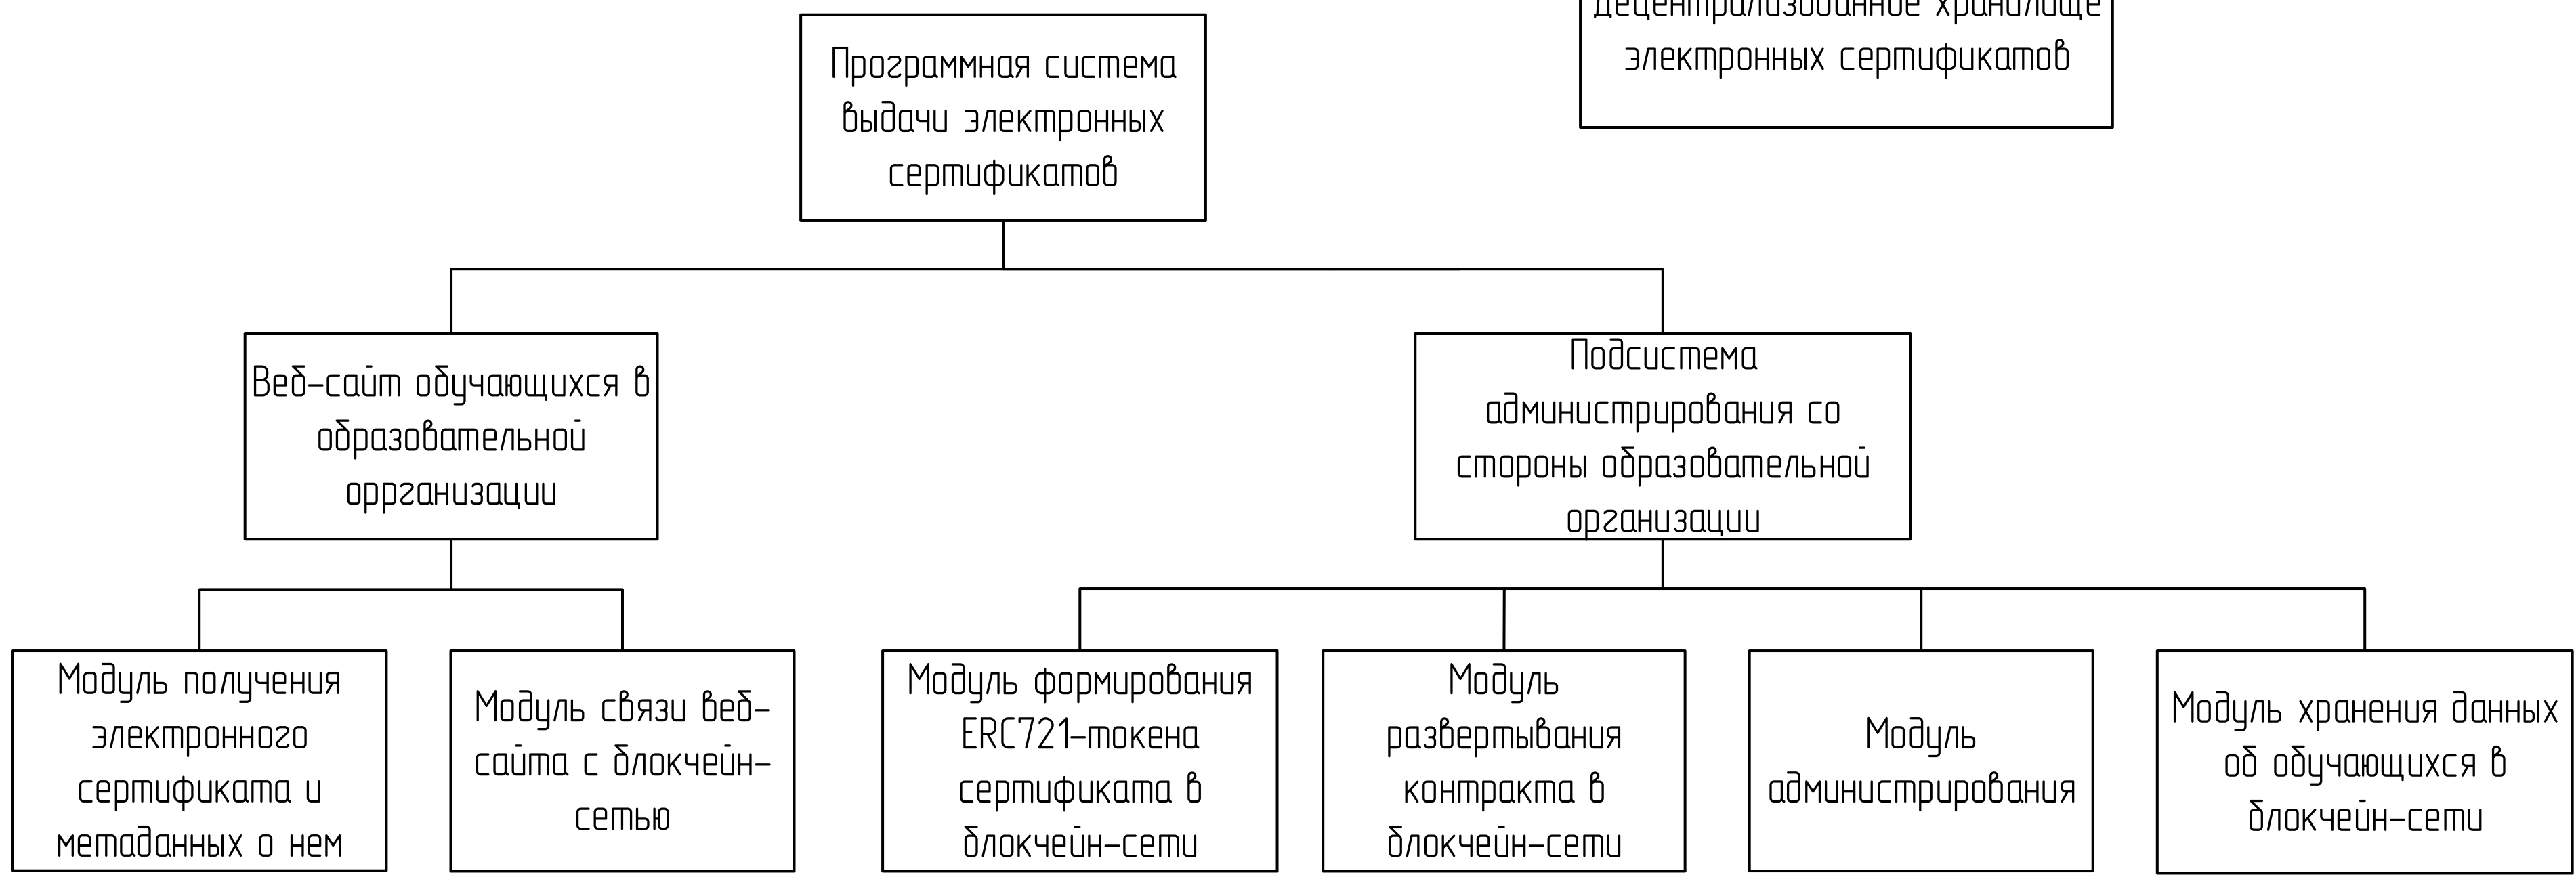 децентрализованное хранилище
электронных сертификатов
Программная система
выдачи электронных
сертификатов
Веб-сайт обучающихся в
образовательной
оррганизации
Подсистема
администрирования со
стороны образовательной
организации
Модуль получения
электронного
сертификата и
метаданных о нем
Модуль связи веб-
сайта с блокчейн-
сетью
Модуль формирования
ERC721-токена
сертификата в
блокчейн-сети
Модуль
развертывания
контракта в
блокчейн-сети
Модуль
администрирования
Модуль хранения данных
об обучающихся в
блокчейн-сети